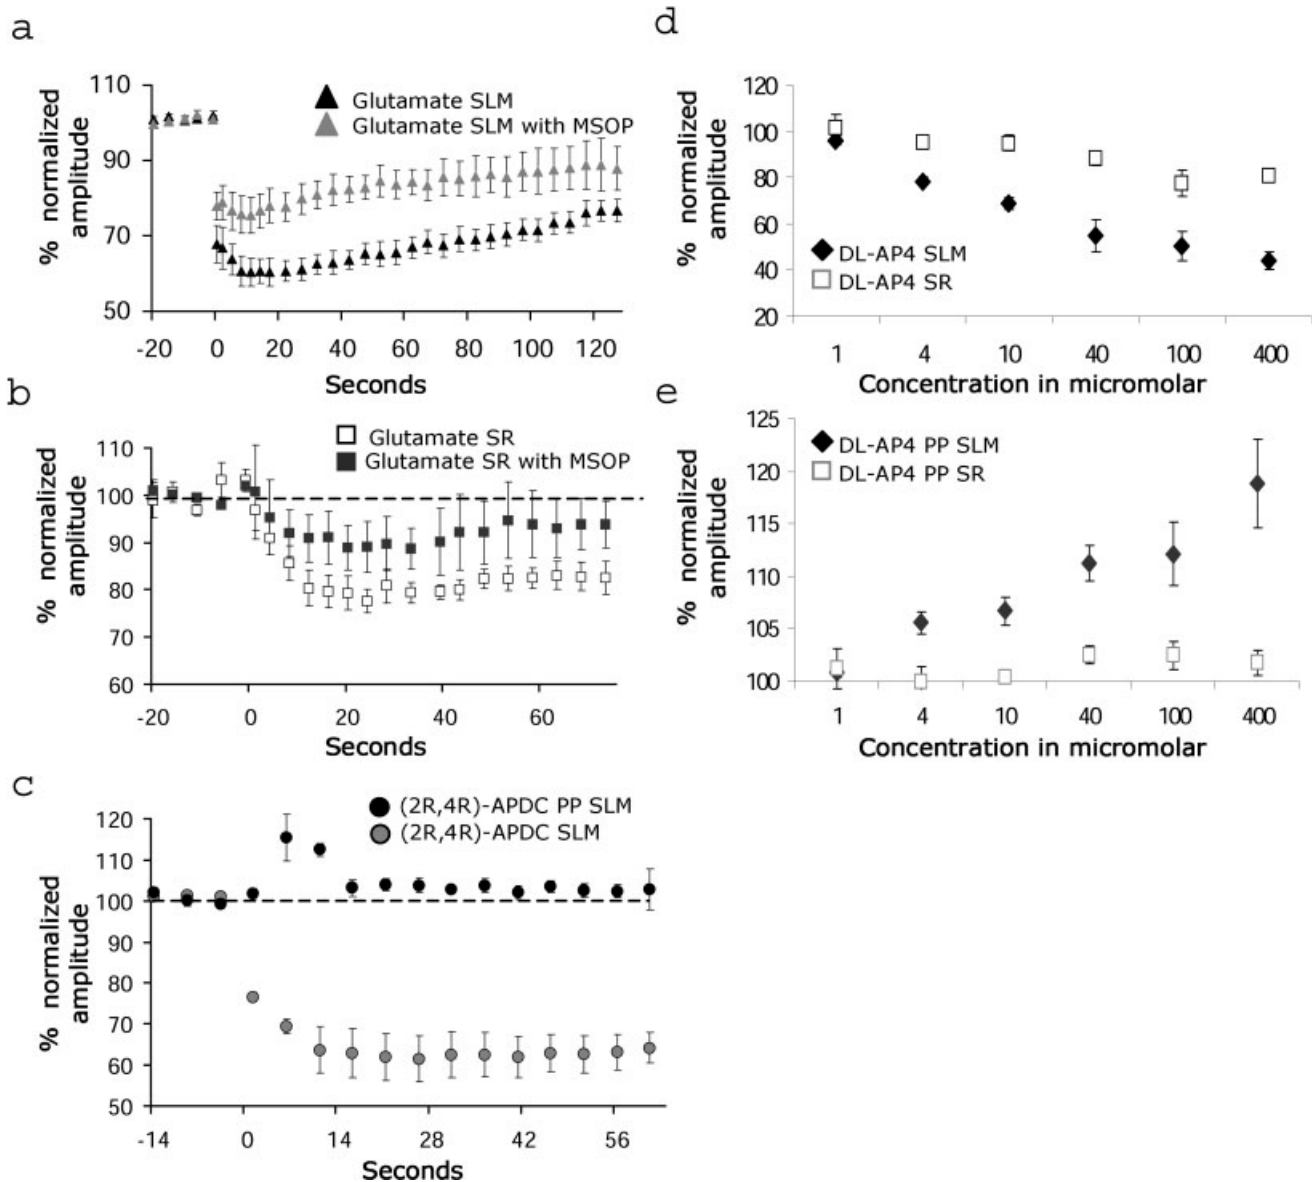 a
% normalized
amplitude
110
90
70
50
Glutamate SLM
Glutamate SLM with MSOP
-20 0 20 40 60 80 100 120
Seconds
b
% normalized
amplitude
110
100
90
80
70
60
Glutamate SR
Glutamate SR with MSOP
-20 0 20 40 60
Seconds
c
% normalized
amplitude
120
110
100
90
80
70
60
50
(2R,4R)-APDC PP SLM
(2R,4R)-APDC SLM
-14 0 14 28 42 56
Seconds
d
% normalized
amplitude
120
100
80
60
40
20
DL-AP4 SLM
DL-AP4 SR
1 4 10 40 100 400
Concentration in micromolar
e
% normalized
amplitude
125
120
115
110
105
100
DL-AP4 PP SLM
DL-AP4 PP SR
1 4 10 40 100 400
Concentration in micromolar